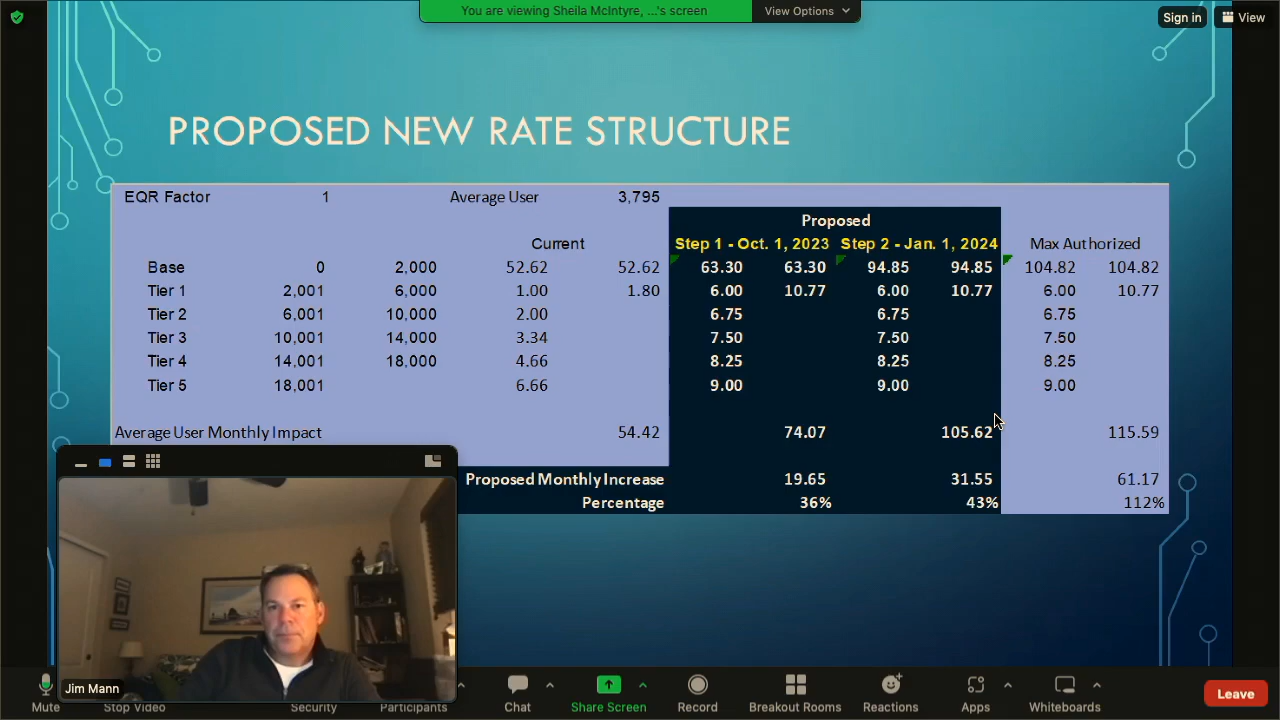 You are viewing Sheila McIntyre, ...'s screen
View Options
Sign in
View
PROPOSED NEW RATE STRUCTURE
EQR Factor 1 Average User 3,795
Proposed
Current Step 1 - Oct. 1, 2023 Step 2 - Jan. 1, 2024 Max Authorized
Base 0 2,000 52.62 52.62 63.30 63.30 94.85 94.85 104.82 104.82
Tier 1 2,001 6,000 1.00 1.80 6.00 10.77 6.00 10.77 6.00 10.77
Tier 2 6,001 10,000 2.00 6.75 6.75 6.75
Tier 3 10,001 14,000 3.34 7.50 7.50 7.50
Tier 4 14,001 18,000 4.66 8.25 8.25 8.25
Tier 5 18,001 6.66 9.00 9.00 9.00
Average User Monthly Impact 54.42 74.07 105.62 115.59
Proposed Monthly Increase 19.65 31.55 61.17
Percentage 36% 43% 112%
Jim Mann
Mute Stop Video Security Participants Chat Share Screen Record Breakout Rooms Reactions Apps Whiteboards Leave